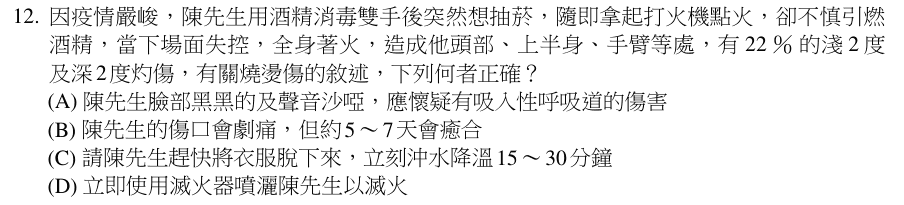 12. 因疫情嚴峻，陳先生用酒精消毒雙手後突然想抽菸，隨即拿起打火機點火，卻不慎引燃
酒精，當下場面失控，全身著火，造成他頭部、上半身、手臂等處，有 22 % 的淺 2 度
及深 2 度灼傷，有關燒燙傷的敘述，下列何者正確？
(A) 陳先生臉部黑黑的及聲音沙啞，應懷疑有吸入性呼吸道的傷害
(B) 陳先生的傷口會劇痛，但約 5 ～ 7 天會癒合
(C) 請陳先生趕快將衣服脫下來，立刻沖水降溫 15 ～ 30 分鐘
(D) 立即使用滅火器噴灑陳先生以滅火